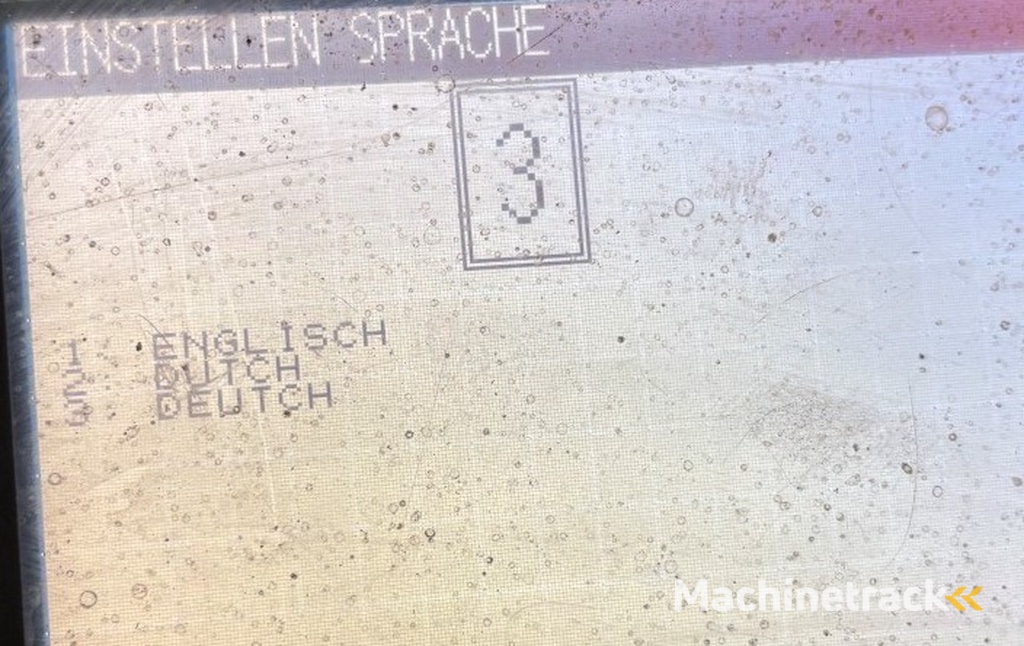 EINSTELLEN SPRACHE
3
1 ENGLISCH
2 DUTCH
3 DEUTCH
Machinetrack